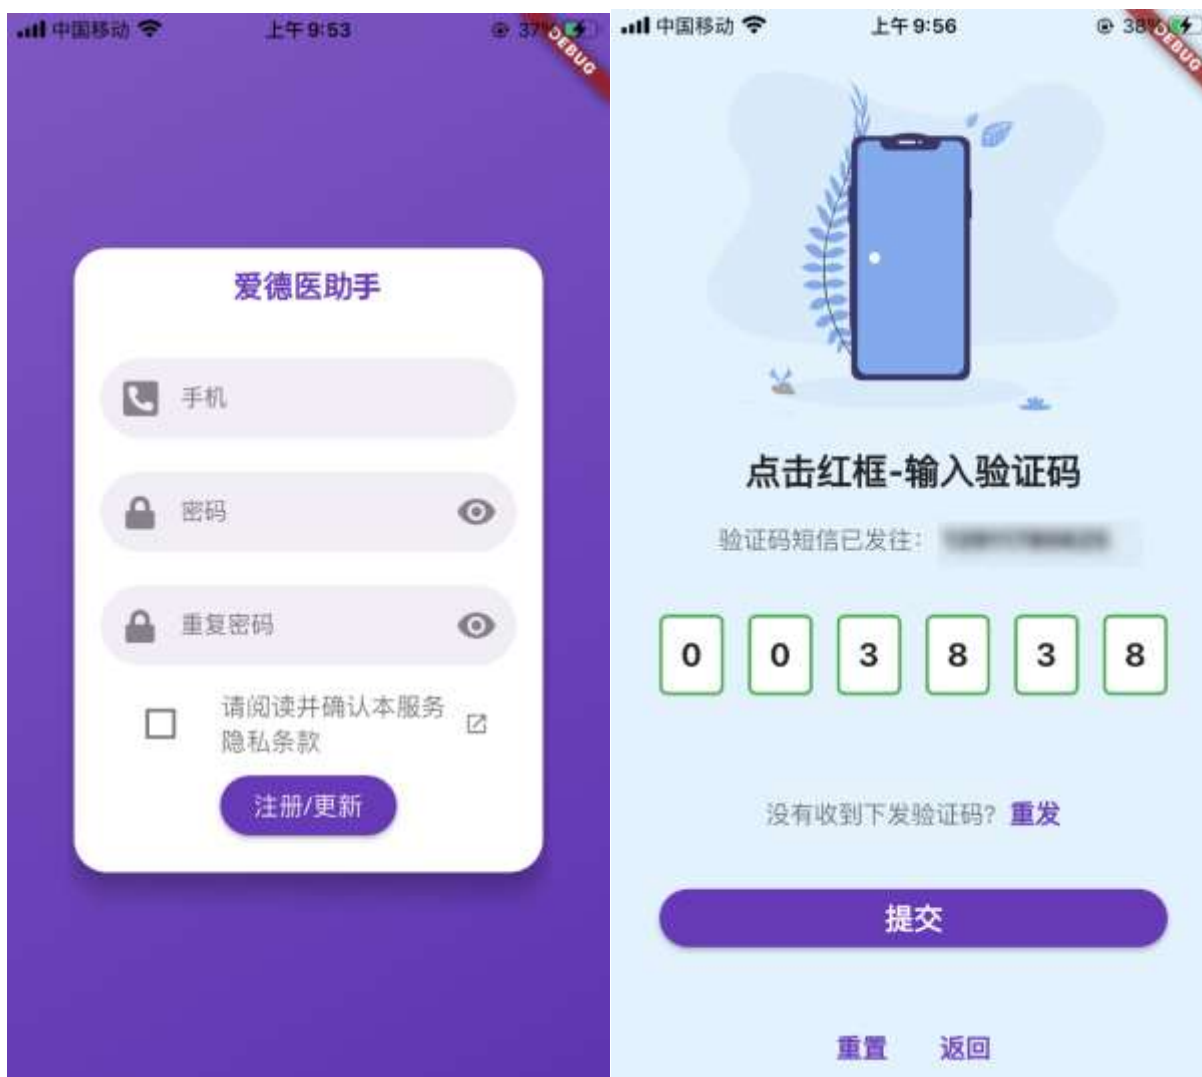 中国移动
上午 9:53
37%
DEBUG
爱德医助手
手机
密码
重复密码
请阅读并确认本服务
隐私条款
注册/更新
中国移动
上午 9:56
38%
DEBUG
点击红框-输入验证码
验证码短信已发往:
0 0 3 8 3 8
没有收到下发验证码? 重发
提交
重置 返回